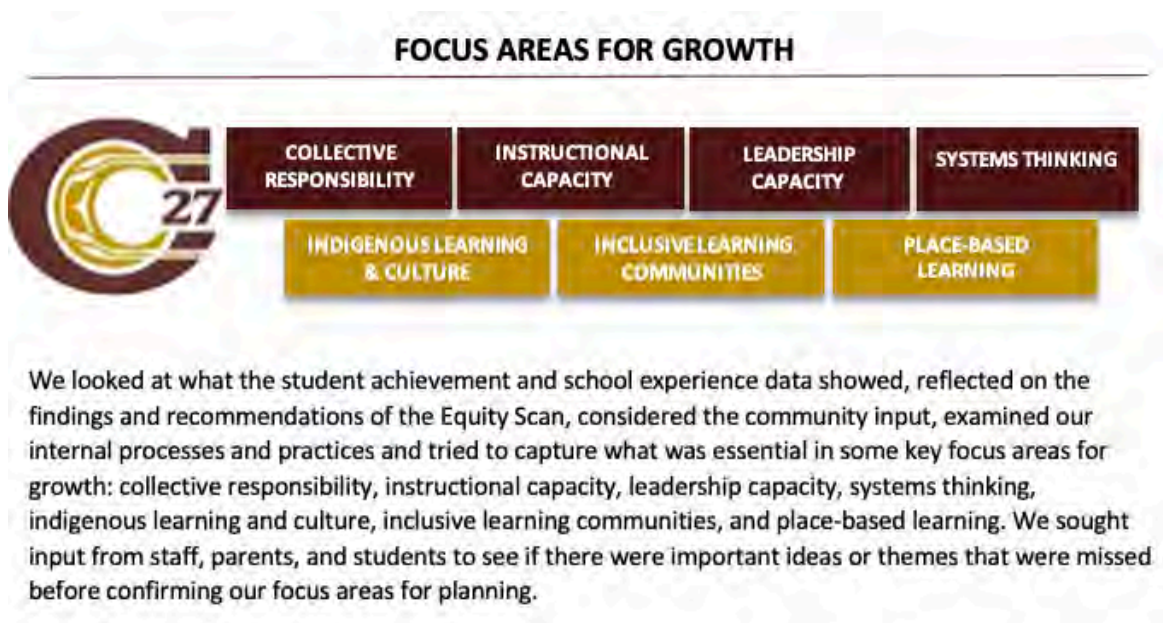 FOCUS AREAS FOR GROWTH
27
COLLECTIVE
RESPONSIBILITY
INSTRUCTIONAL
CAPACITY
LEADERSHIP
CAPACITY
SYSTEMS THINKING
INDIGENOUS LEARNING
& CULTURE
INCLUSIVE LEARNING
COMMUNITIES
PLACE-BASED
LEARNING
We looked at what the student achievement and school experience data showed, reflected on the
findings and recommendations of the Equity Scan, considered the community input, examined our
internal processes and practices and tried to capture what was essential in some key focus areas for
growth: collective responsibility, instructional capacity, leadership capacity, systems thinking,
indigenous learning and culture, inclusive learning communities, and place-based learning. We sought
input from staff, parents, and students to see if there were important ideas or themes that were missed
before confirming our focus areas for planning.